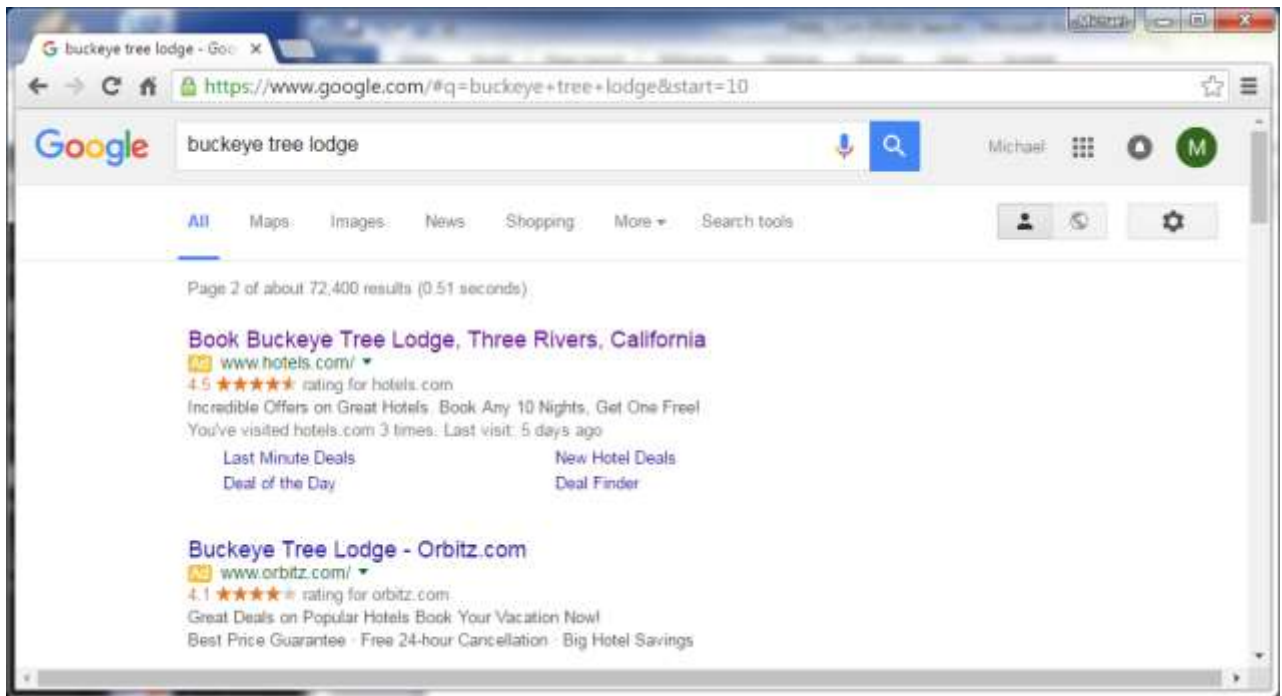 buckeye tree lodge - Goo
https://www.google.com/#q=buckeye+tree+lodge&start=10
Google buckeye tree lodge Michael M
All Maps Images News Shopping More Search tools
Page 2 of about 72,400 results (0.51 seconds)
Book Buckeye Tree Lodge, Three Rivers, California
Ad www.hotels.com/
4.5 rating for hotels.com
Incredible Offers on Great Hotels. Book Any 10 Nights, Get One Free!
You've visited hotels.com 3 times. Last visit: 5 days ago
Last Minute Deals New Hotel Deals
Deal of the Day Deal Finder
Buckeye Tree Lodge - Orbitz.com
Ad www.orbitz.com/
4.1 rating for orbitz.com
Great Deals on Popular Hotels Book Your Vacation Now!
Best Price Guarantee · Free 24-hour Cancellation · Big Hotel Savings